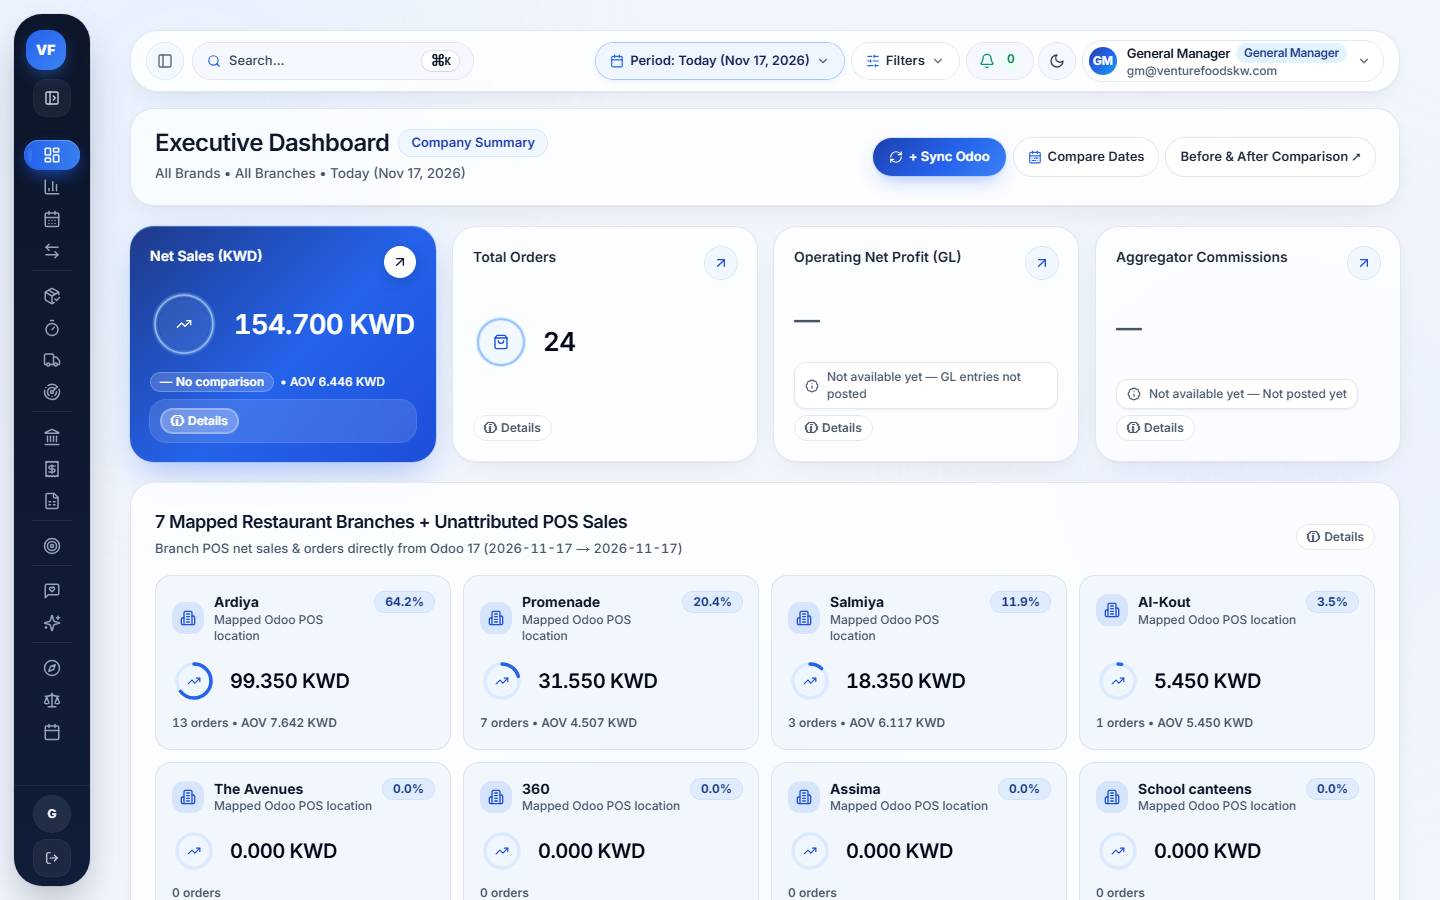 VF
Search...
⌘K
Period: Today (Nov 17, 2026)
Filters
0
GM
General Manager
General Manager
gm@venturefoodskw.com
Executive Dashboard
Company Summary
All Brands • All Branches • Today (Nov 17, 2026)
+ Sync Odoo
Compare Dates
Before & After Comparison ↗
Net Sales (KWD)
154.700 KWD
— No comparison
• AOV 6.446 KWD
Details
Total Orders
24
Details
Operating Net Profit (GL)
—
Not available yet — GL entries not
posted
Details
Aggregator Commissions
—
Not available yet — Not posted yet
Details
7 Mapped Restaurant Branches + Unattributed POS Sales
Branch POS net sales & orders directly from Odoo 17 (2026-11-17 → 2026-11-17)
Details
Ardiya
64.2%
Mapped Odoo POS
location
99.350 KWD
13 orders • AOV 7.642 KWD
Promenade
20.4%
Mapped Odoo POS
location
31.550 KWD
7 orders • AOV 4.507 KWD
Salmiya
11.9%
Mapped Odoo POS
location
18.350 KWD
3 orders • AOV 6.117 KWD
Al-Kout
3.5%
Mapped Odoo POS location
5.450 KWD
1 orders • AOV 5.450 KWD
The Avenues
0.0%
Mapped Odoo POS location
0.000 KWD
0 orders
360
0.0%
Mapped Odoo POS location
0.000 KWD
0 orders
Assima
0.0%
Mapped Odoo POS location
0.000 KWD
0 orders
School canteens
0.0%
Mapped Odoo POS location
0.000 KWD
0 orders
G